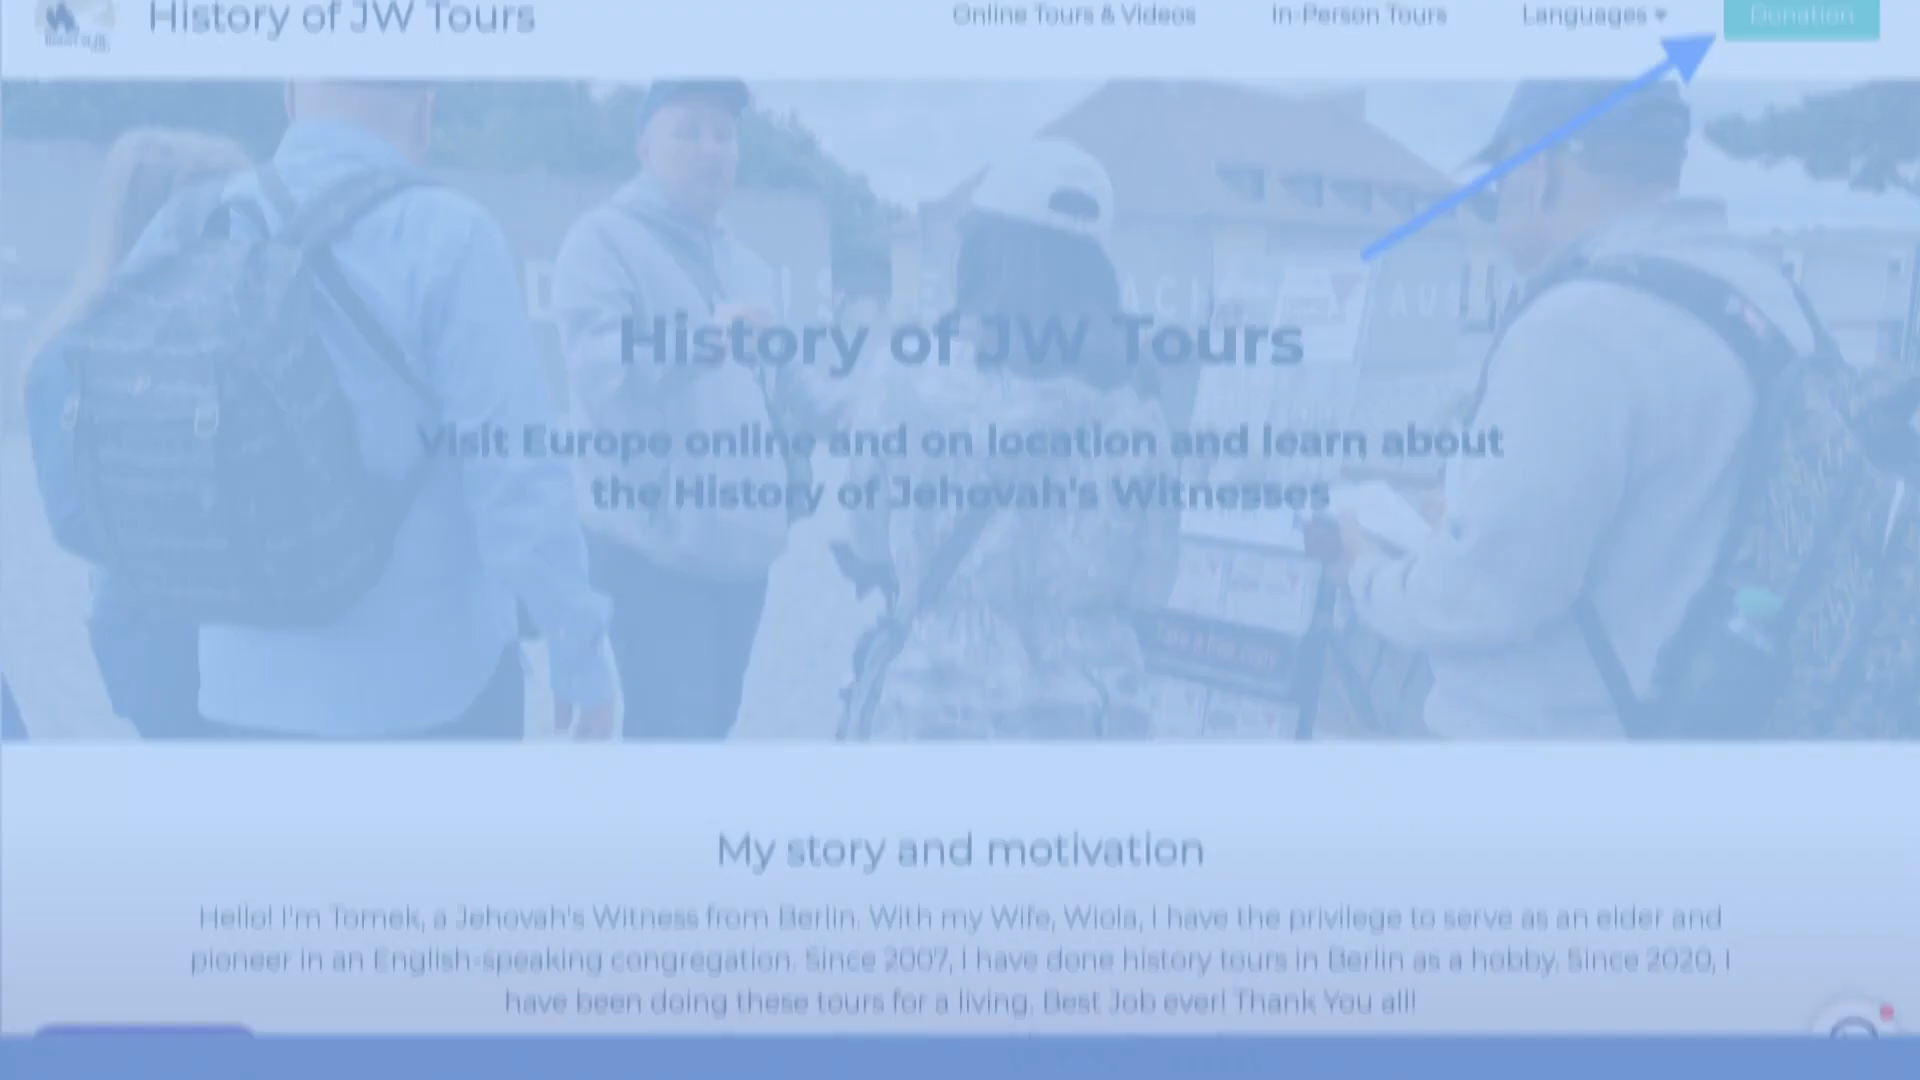 History of JW Tours
Online Tours & Videos
In-Person Tours
Languages
Donation
History of JW Tours
Visit Europe online and on location and learn about
the History of Jehovah's Witnesses
My story and motivation
Hello! I'm Tomek, a Jehovah's Witness from Berlin. With my Wife, Wiola, I have the privilege to serve as an elder and
pioneer in an English-speaking congregation. Since 2007, I have done history tours in Berlin as a hobby. Since 2020, I
have been doing these tours for a living. Best Job ever! Thank You all!